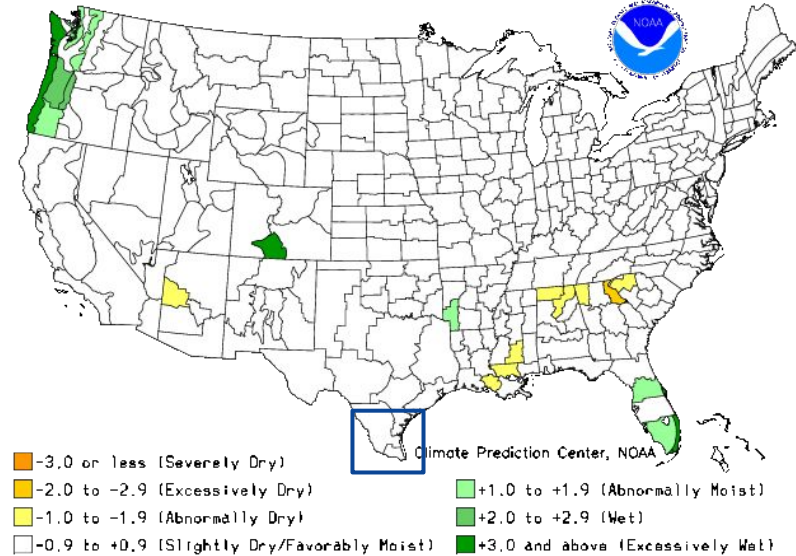 NOAA
Climate Prediction Center, NOAA
-3.0 or less (Severely Dry)
-2.0 to -2.9 (Excessively Dry)
-1.0 to -1.9 (Abnormally Dry)
-0.9 to +0.9 (Slightly Dry/Favorably Moist)
+1.0 to +1.9 (Abnormally Moist)
+2.0 to +2.9 (Wet)
+3.0 and above (Excessively Wet)